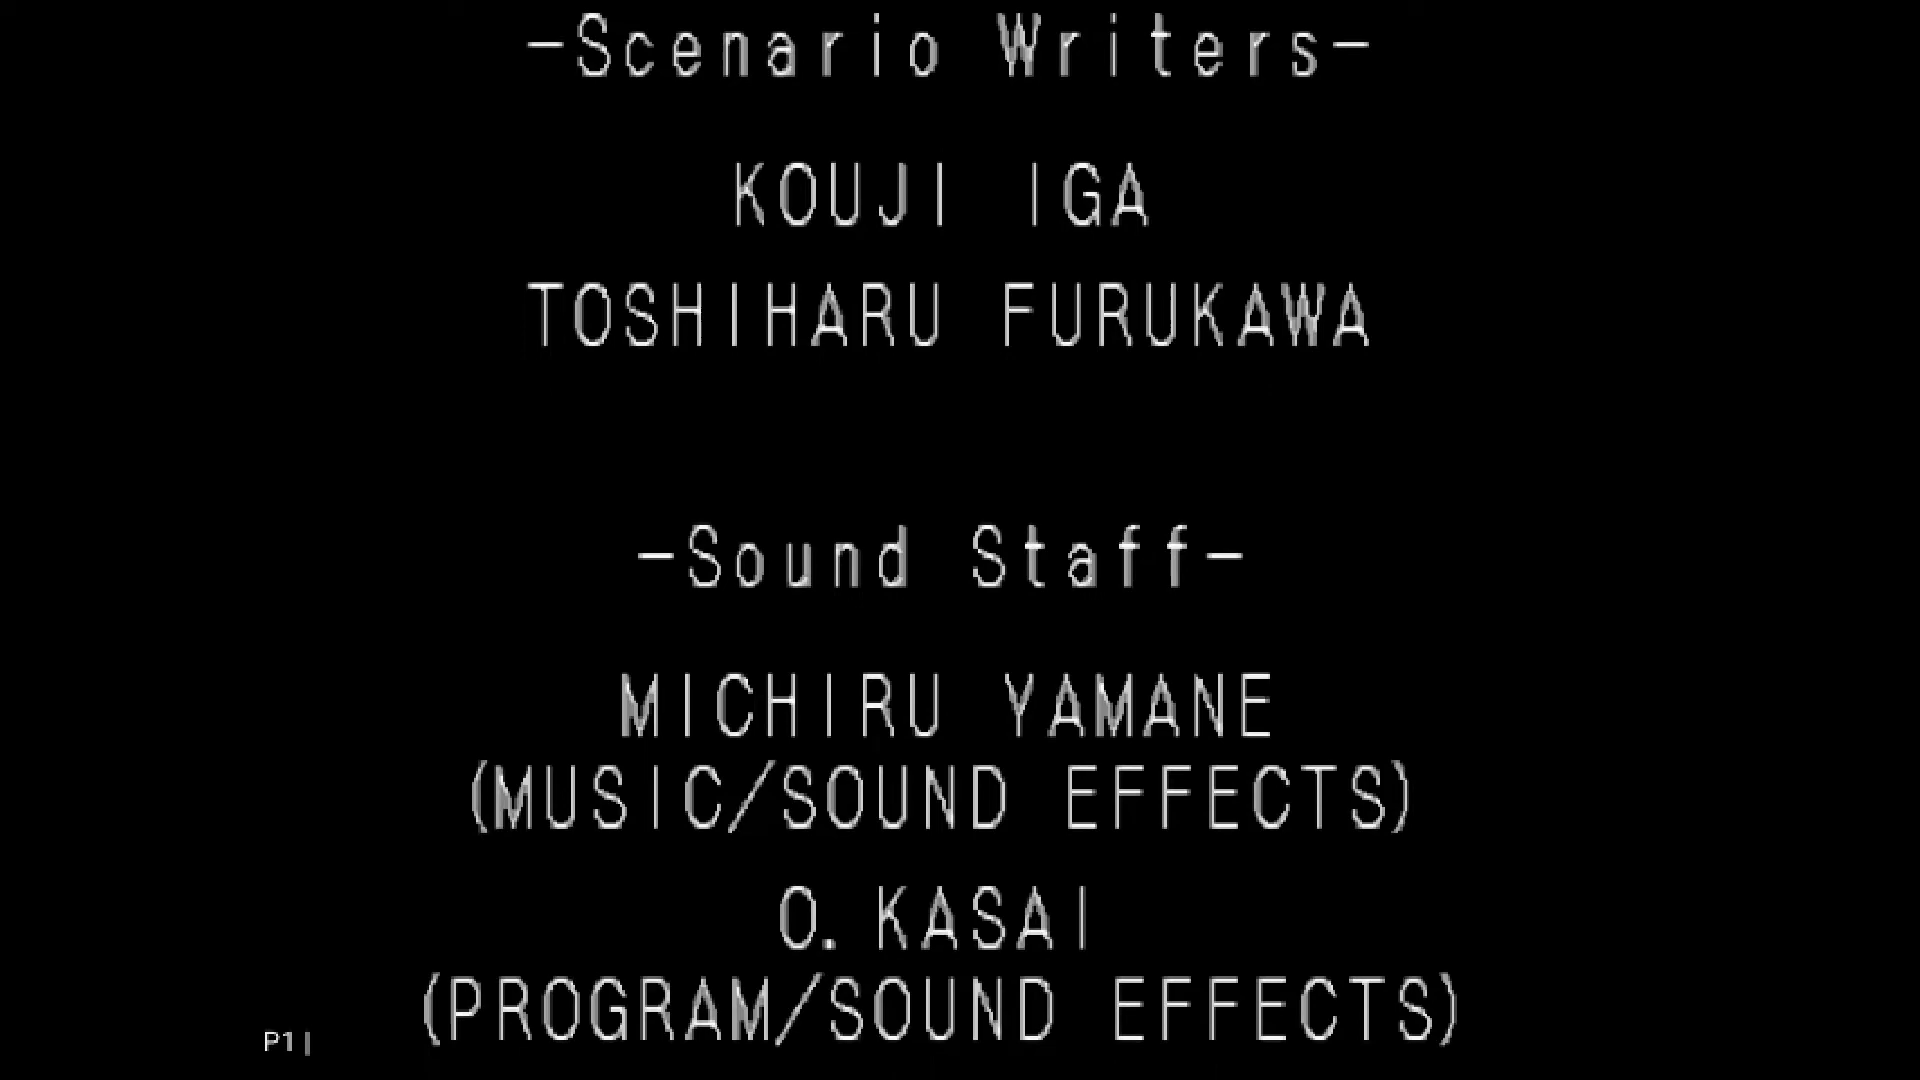 -Scenario Writers-
KOUJI IGA
TOSHIHARU FURUKAWA
-Sound Staff-
MICHIRU YAMANE
(MUSIC/SOUND EFFECTS)
O. KASAI
(PROGRAM/SOUND EFFECTS)
P1|